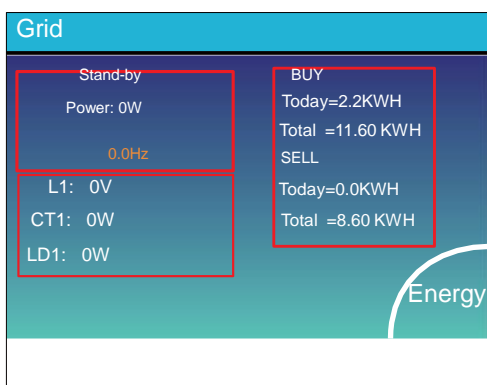 Grid
Stand-by
Power: 0W
0.0Hz
L1: 0V
CT1: 0W
LD1: 0W
BUY
Today=2.2KWH
Total =11.60 KWH
SELL
Today=0.0KWH
Total =8.60 KWH
Energy